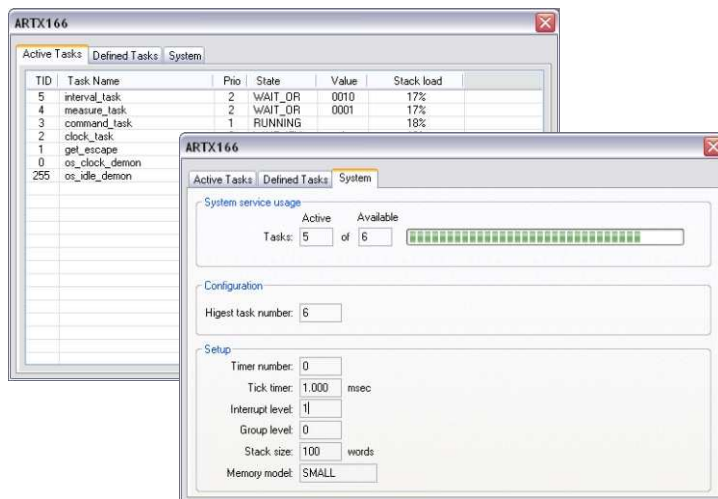 ARTX166
Active Tasks Defined Tasks System
TID Task Name Prio State Value Stack load
5 interval_task 2 WAIT_OR 0010 17%
4 measure_task 2 WAIT_OR 0001 17%
3 command_task 1 RUNNING 18%
2 clock_task
1 get_escape
0 os_clock_demon
255 os_idle_demon
ARTX166
Active Tasks Defined Tasks System
System service usage
Active Available
Tasks: 5 of 6
Configuration
Higest task number: 6
Setup
Timer number: 0
Tick timer: 1.000 msec
Interrupt level: 1
Group level: 0
Stack size: 100 words
Memory model: SMALL